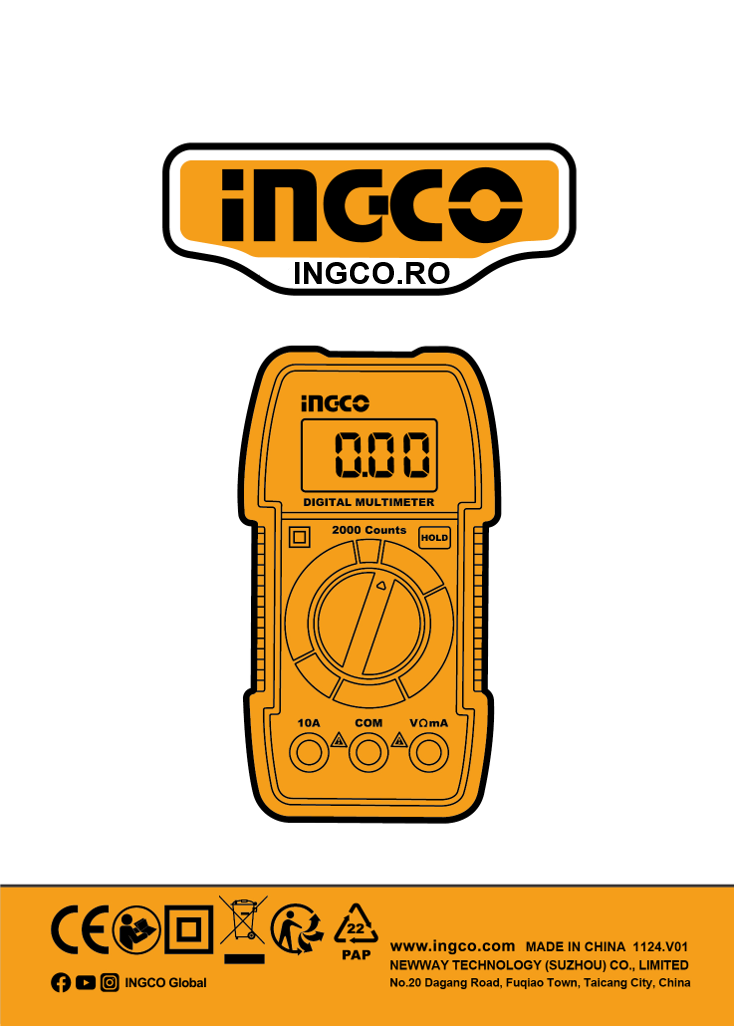 INGCO
INGCO.RO
INGCO
0.00
DIGITAL MULTIMETER
2000 Counts
HOLD
10A COM VΩmA
CE
22
PAP
www.ingco.com MADE IN CHINA 1124.V01
NEWWAY TECHNOLOGY (SUZHOU) CO., LIMITED
No.20 Dagang Road, Fuqiao Town, Taicang City, China
INGCO Global